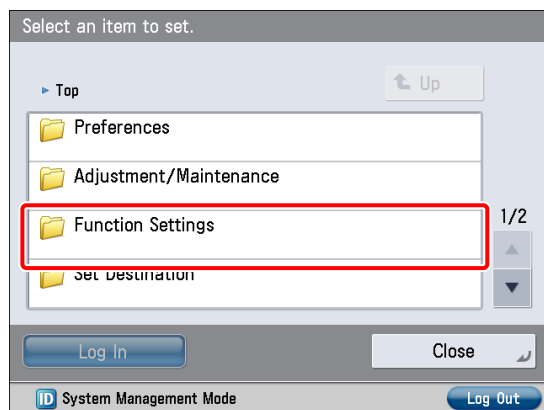 Select an item to set.
Top
Up
Preferences
Adjustment/Maintenance
Function Settings
1/2
Set Destination
Log In
Close
ID System Management Mode
Log Out